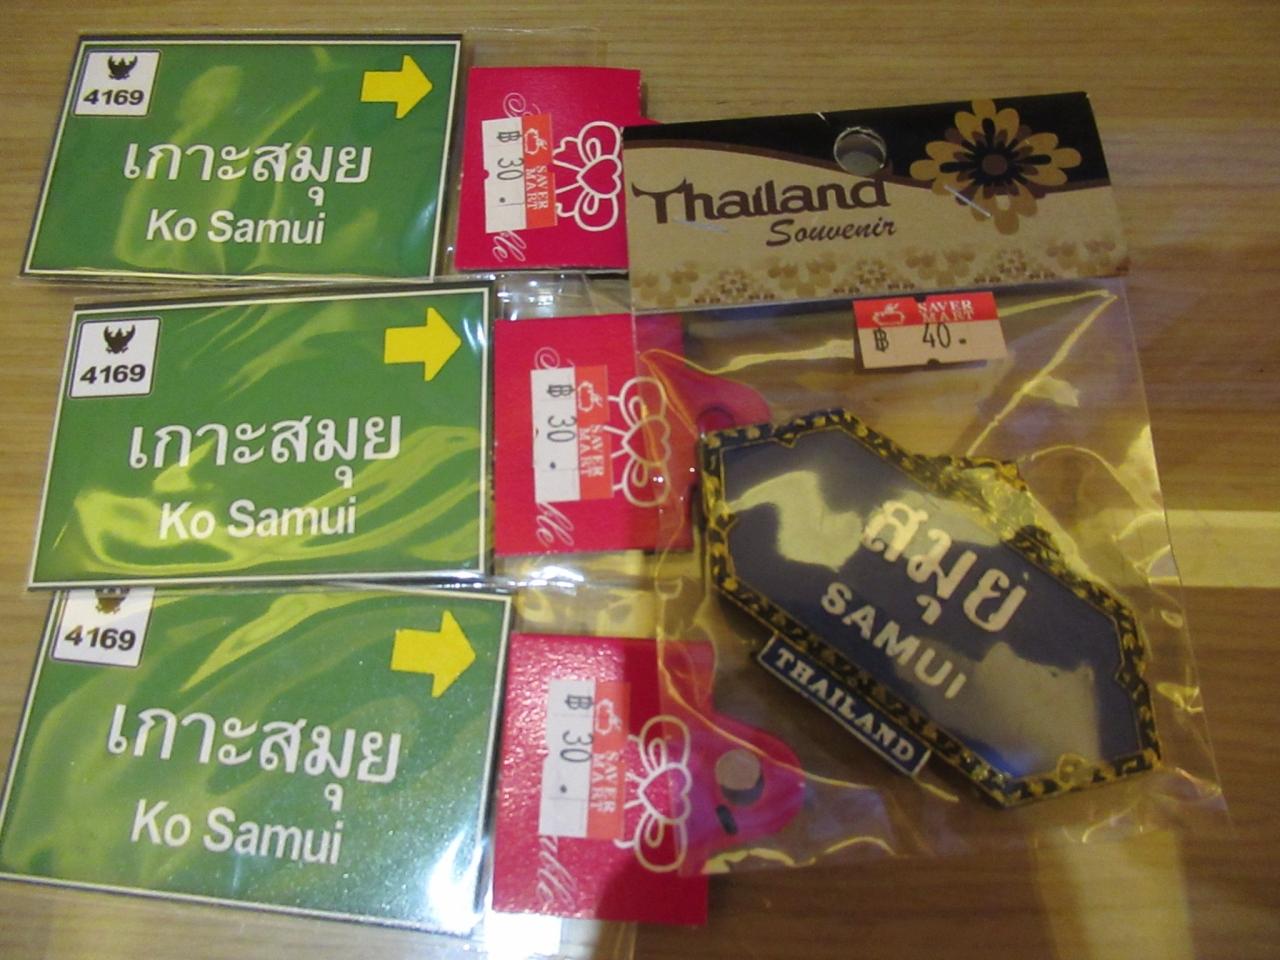 4169
เกาะสมุย
Ko Samui
฿ 30.
SAVER
MART
4169
เกาะสมุย
Ko Samui
฿ 30.
SAVER
MART
4169
เกาะสมุย
Ko Samui
฿ 30.
SAVER
MART
Thailand
Souvenir
SAVER
MART
฿ 40.
สมุย
SAMUI
THAILAND